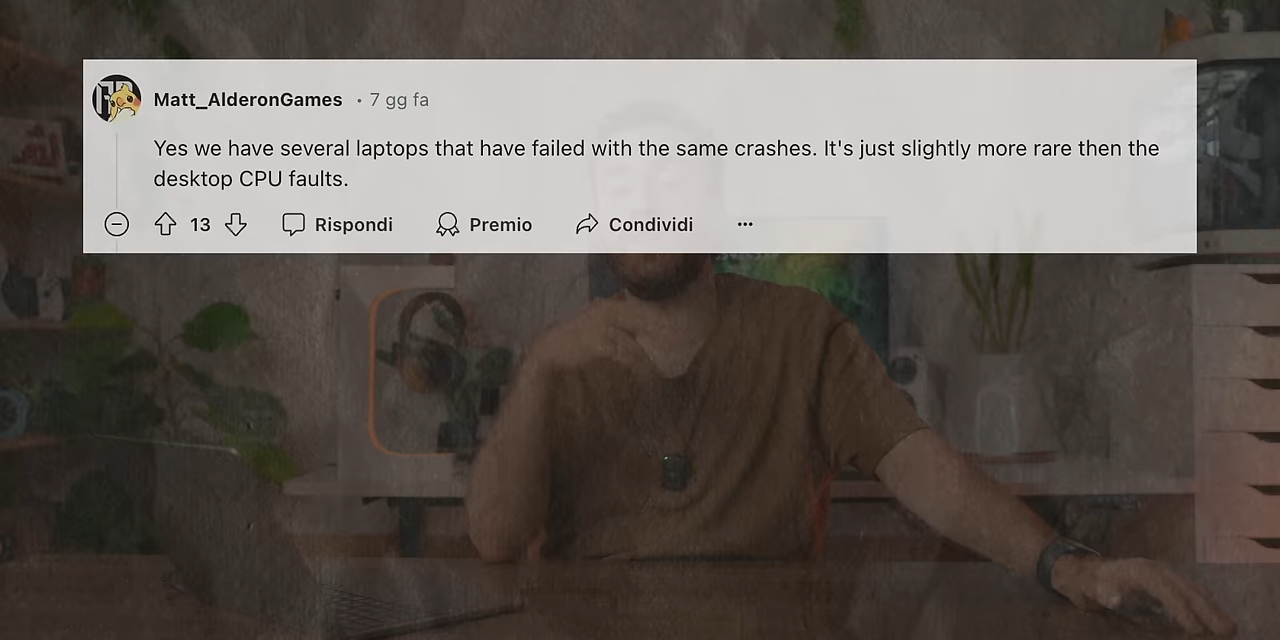 Matt_AlderonGames • 7 gg fa
Yes we have several laptops that have failed with the same crashes. It's just slightly more rare then the
desktop CPU faults.
13 Rispondi Premio Condividi ...